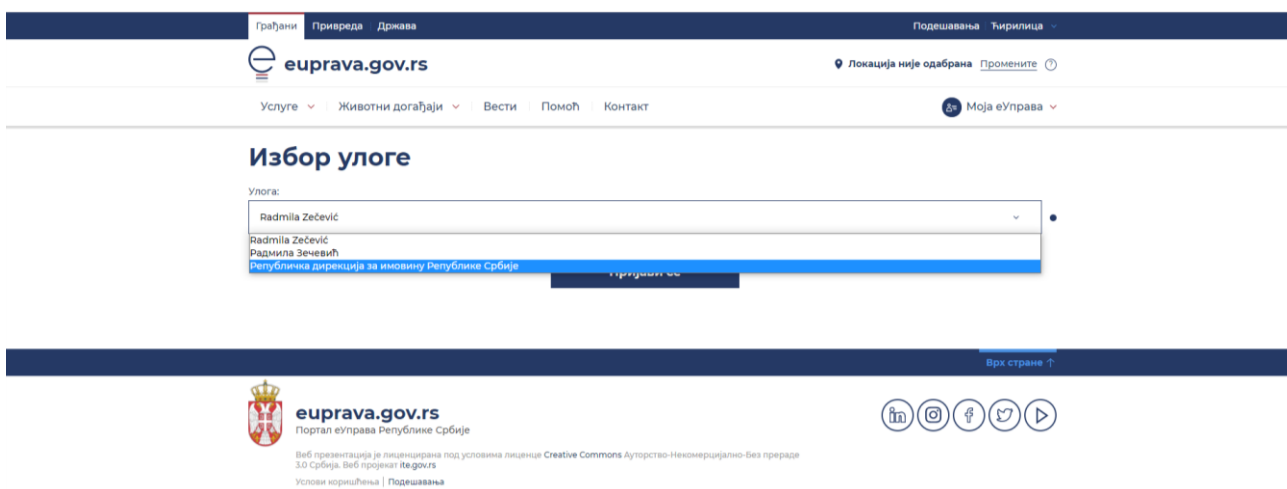 Грађани Привреда Држава Подешавања Ћирилица
euprava.gov.rs Локација није одабрана Промените ?
Услуге Животни догађаји Вести Помоћ Контакт Моја еУправа
Избор улоге
Улога:
Radmila Zečević
Radmila Zečević
Радмила Зечевић
Републичка дирекција за имовину Републике Србије
Пријави се
Врх стране ↑
euprava.gov.rs
Портал еУправа Републике Србије
Веб презентација је лиценцирана под условима лиценце Creative Commons Ауторство-Некомерцијално-Без прераде
3.0 Србија. Веб пројекат ite.gov.rs
Услови коришћења | Подешавања